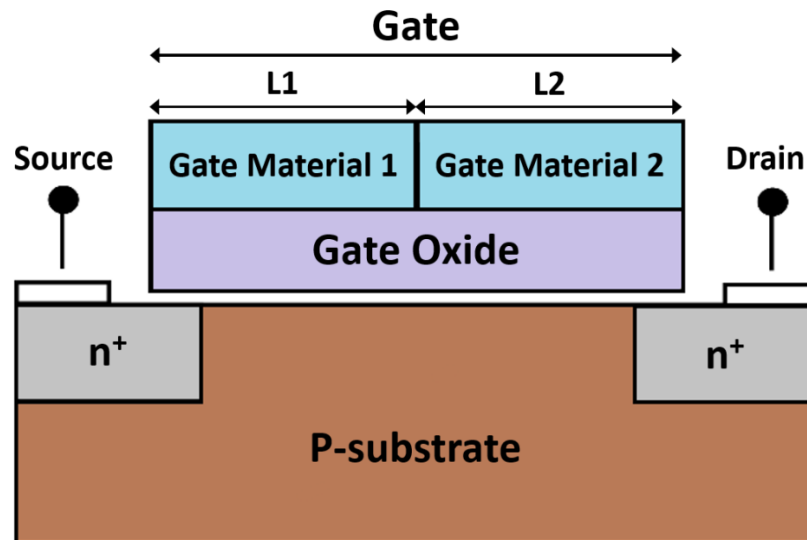 Gate
L1 L2
Source Drain
Gate Material 1 Gate Material 2
Gate Oxide
n⁺ n⁺
P-substrate